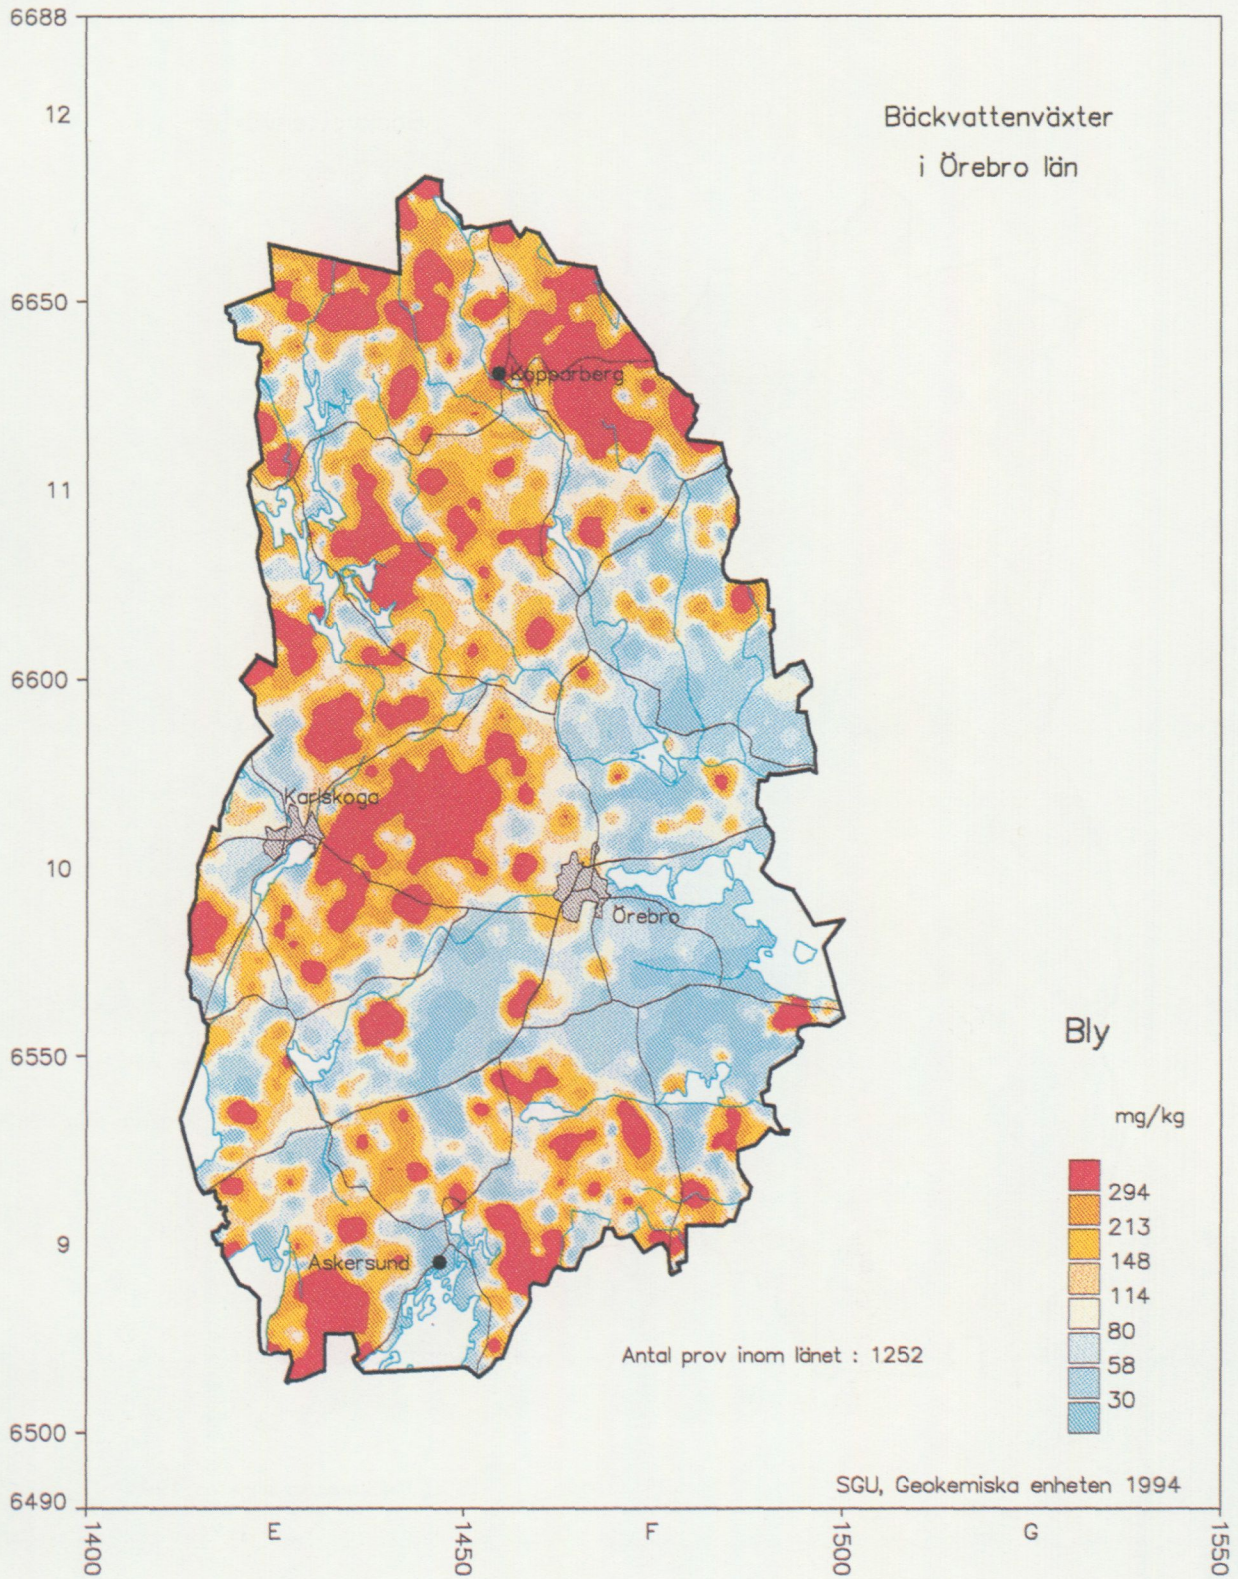 6688
12
Bäckvattenväxter
i Örebro län
6650
Kopparberg
11
6600
Karlskoga
10
Örebro
Bly
6550
mg/kg
294
213
9
148
Askersund
114
80
Antal prov inom länet : 1252
58
30
6500
SGU, Geokemiska enheten 1994
6490
1400
E
1450
F
1500
G
1550